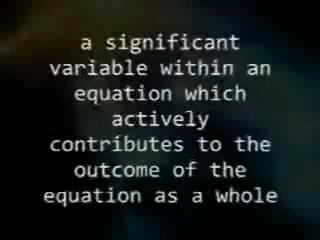 a significant
variable within an
equation which
actively
contributes to the
outcome of the
equation as a whole